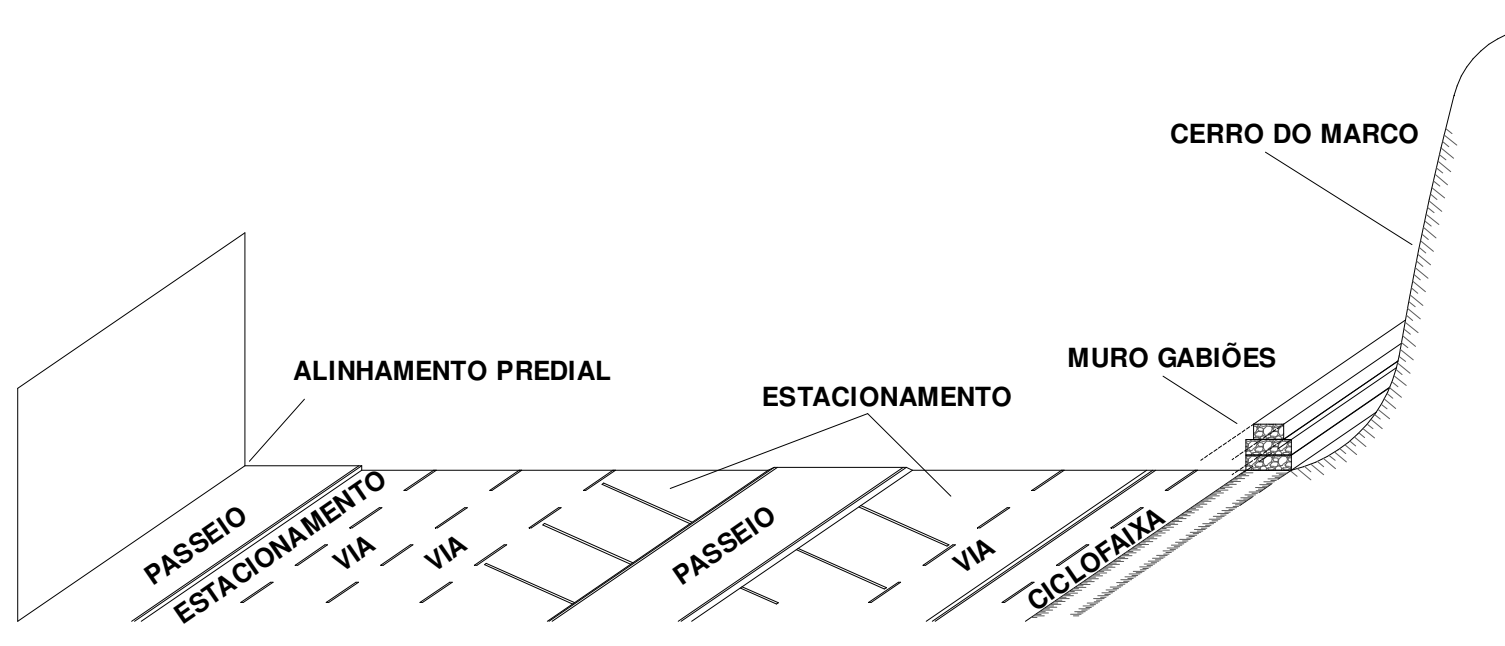 CERRO DO MARCO
MURO GABIÕES
ALINHAMENTO PREDIAL
ESTACIONAMENTO
PASSEIO
ESTACIONAMENTO
VIA
VIA
PASSEIO
VIA
CICLOFAIXA